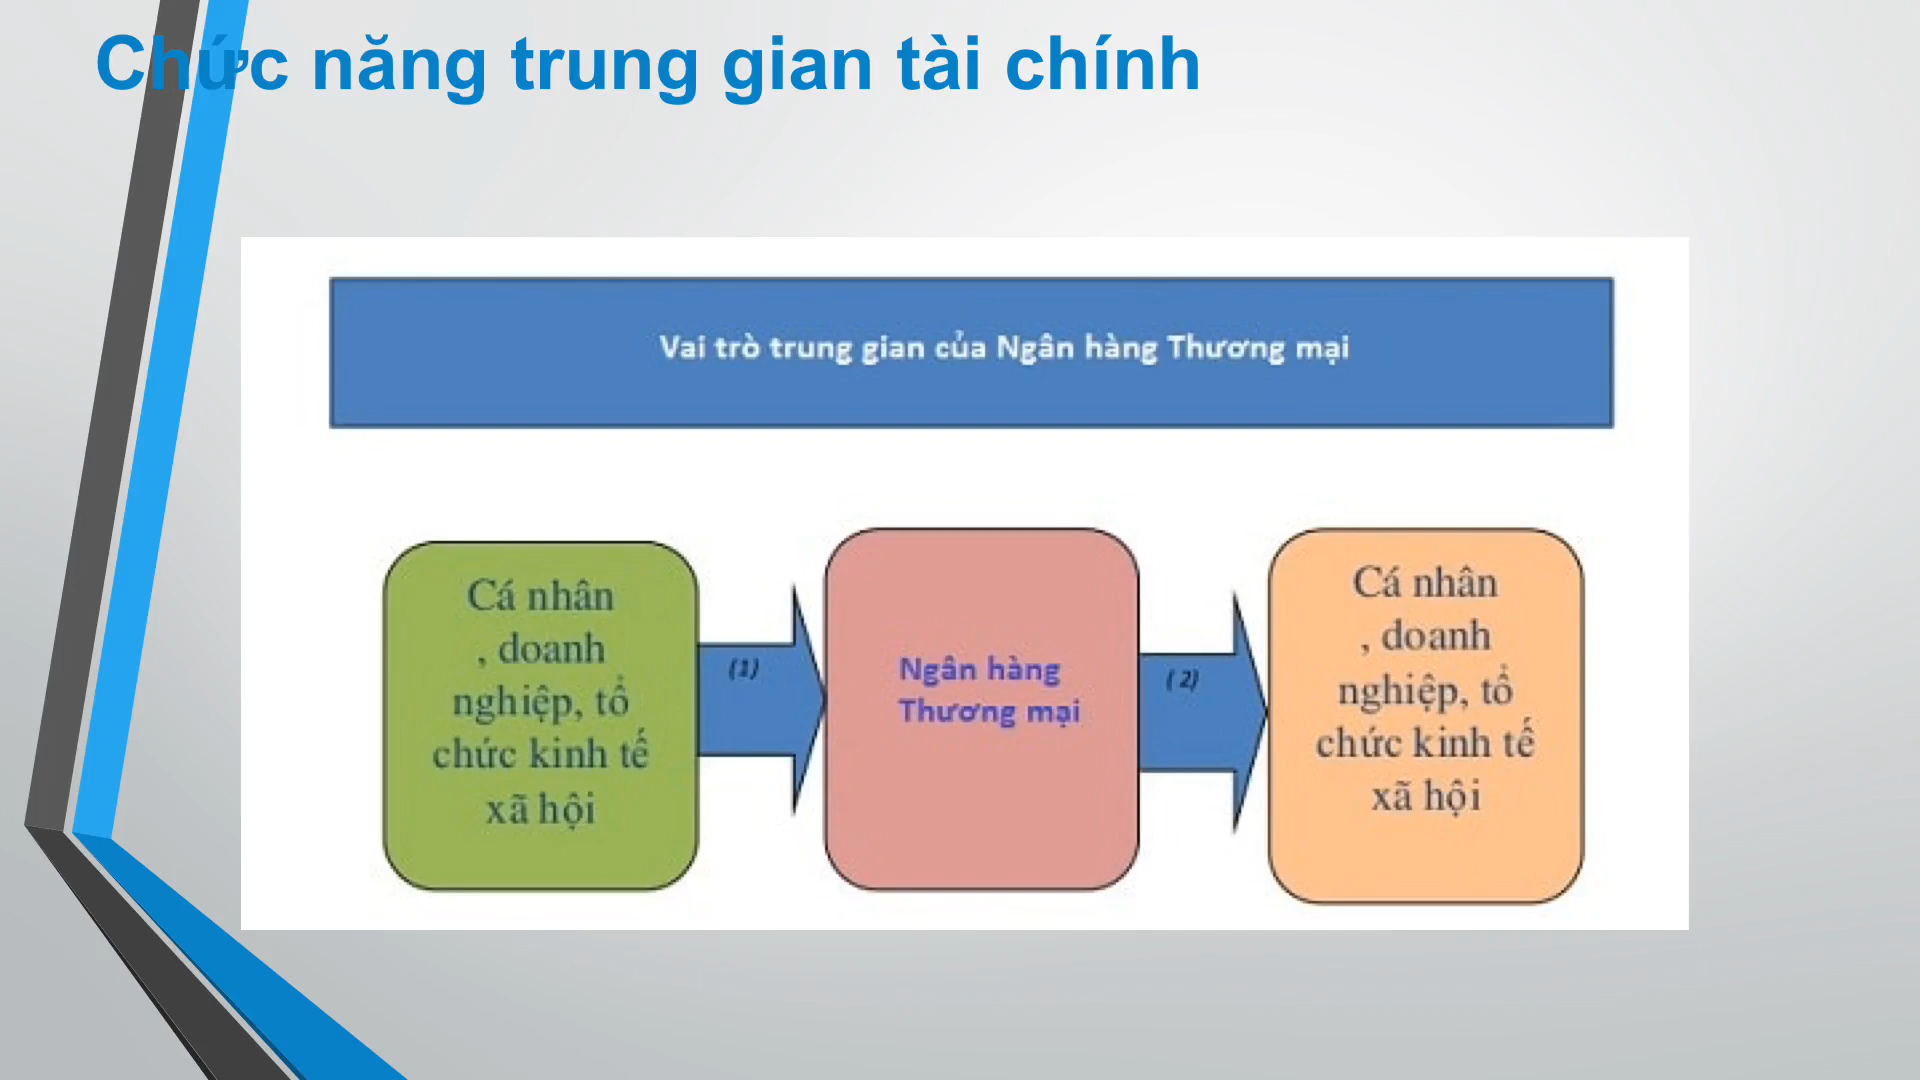 Chức năng trung gian tài chính
Vai trò trung gian của Ngân hàng Thương mại
Cá nhân
, doanh
nghiệp, tổ
chức kinh tế
xã hội
(1)
Ngân hàng
Thương mại
( 2)
Cá nhân
, doanh
nghiệp, tổ
chức kinh tế
xã hội